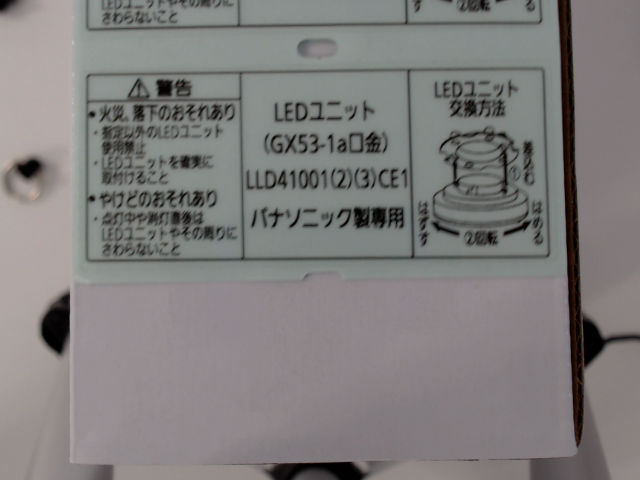 LEDユニットやその周りに
さわらないこと
②回転
す
る
警告
•火災、落下のおそれあり
・指定以外のLEDユニット
使用禁止
・LEDユニットを確実に
取付けること
•やけどのおそれあり
・点灯中や消灯直後は
LEDユニットやその周りに
さわらないこと
LEDユニット
(GX53-1a口金)
LLD41001(2)(3)CE1
パナソニック製専用
LEDユニット
交換方法
①
差し込む
はずす
②回転
はめる